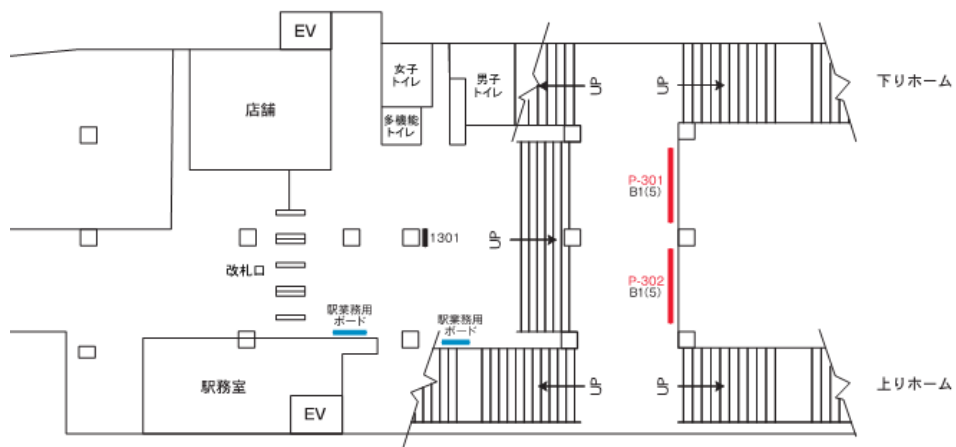 EV
女子
トイレ
男子
トイレ
UP
UP
下りホーム
店舗
多機能
トイレ
P-301
B1(5)
1301
UP
改札口
P-302
B1(5)
駅業務用
ボード
駅業務用
ボード
駅務室
EV
UP
UP
上りホーム